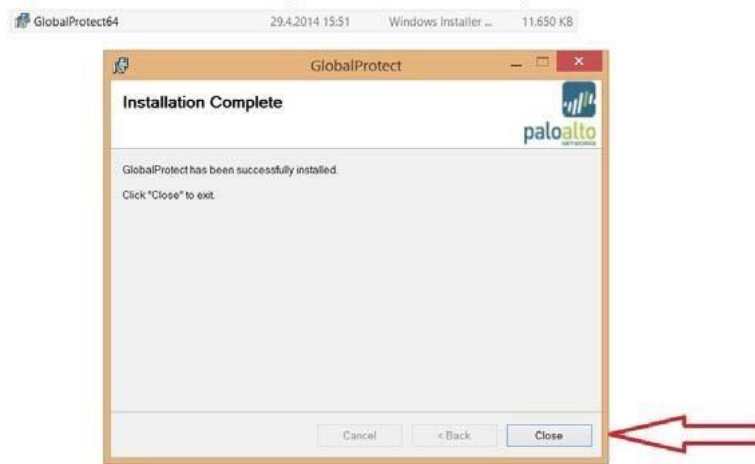 GlobalProtect64 29.4.2014 15:51 Windows Installer ... 11.650 KB
GlobalProtect
Installation Complete
paloalto
NETWORKS
GlobalProtect has been successfully installed.
Click "Close" to exit.
Cancel < Back Close